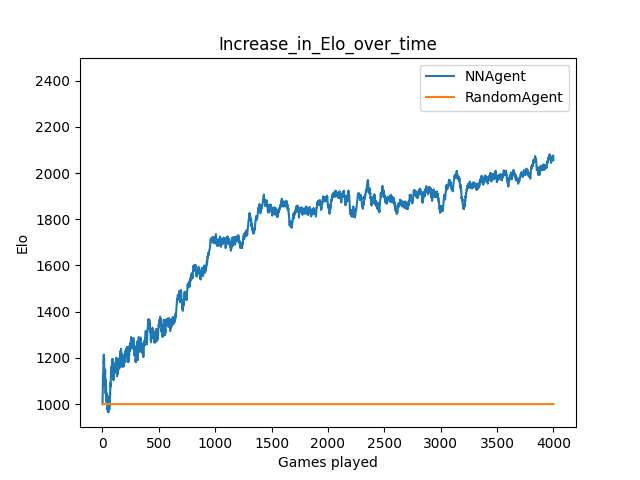 Increase_in_Elo_over_time
NNAgent
RandomAgent
2400
2200
2000
1800
1600
1400
1200
1000
Elo
0 500 1000 1500 2000 2500 3000 3500 4000
Games played